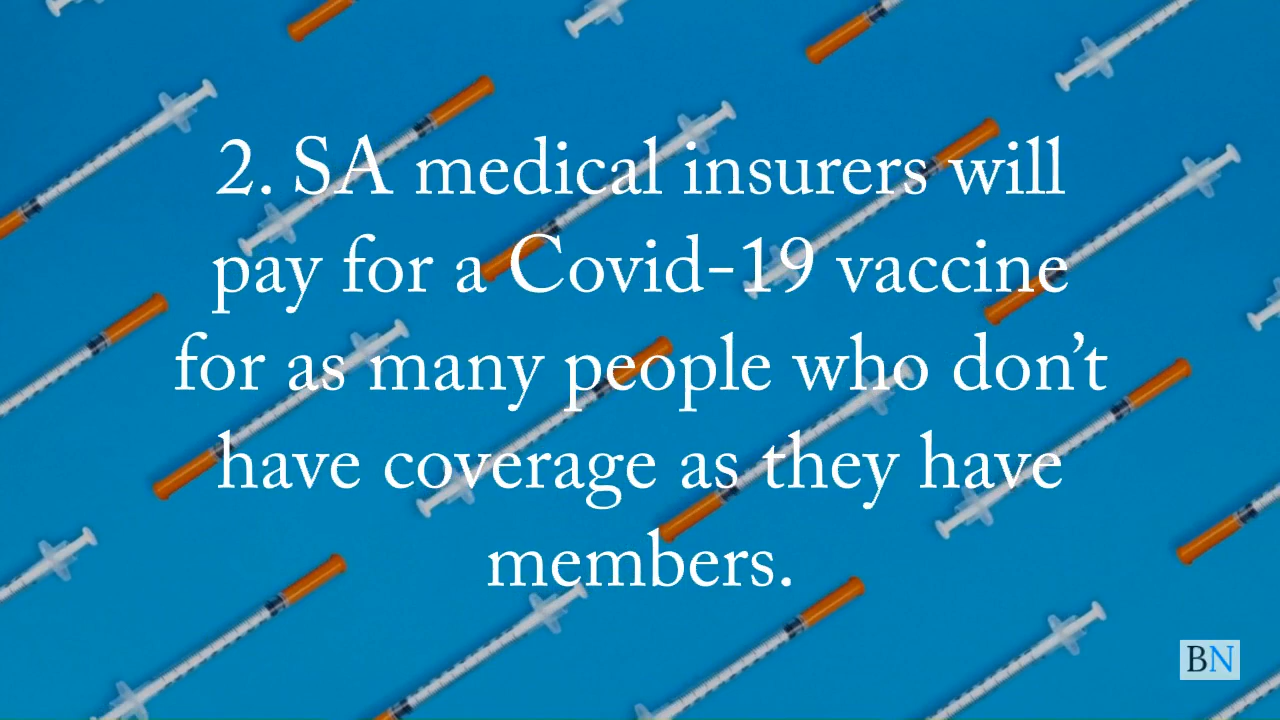 2. SA medical insurers will
pay for a Covid-19 vaccine
for as many people who don’t
have coverage as they have
members.
BN